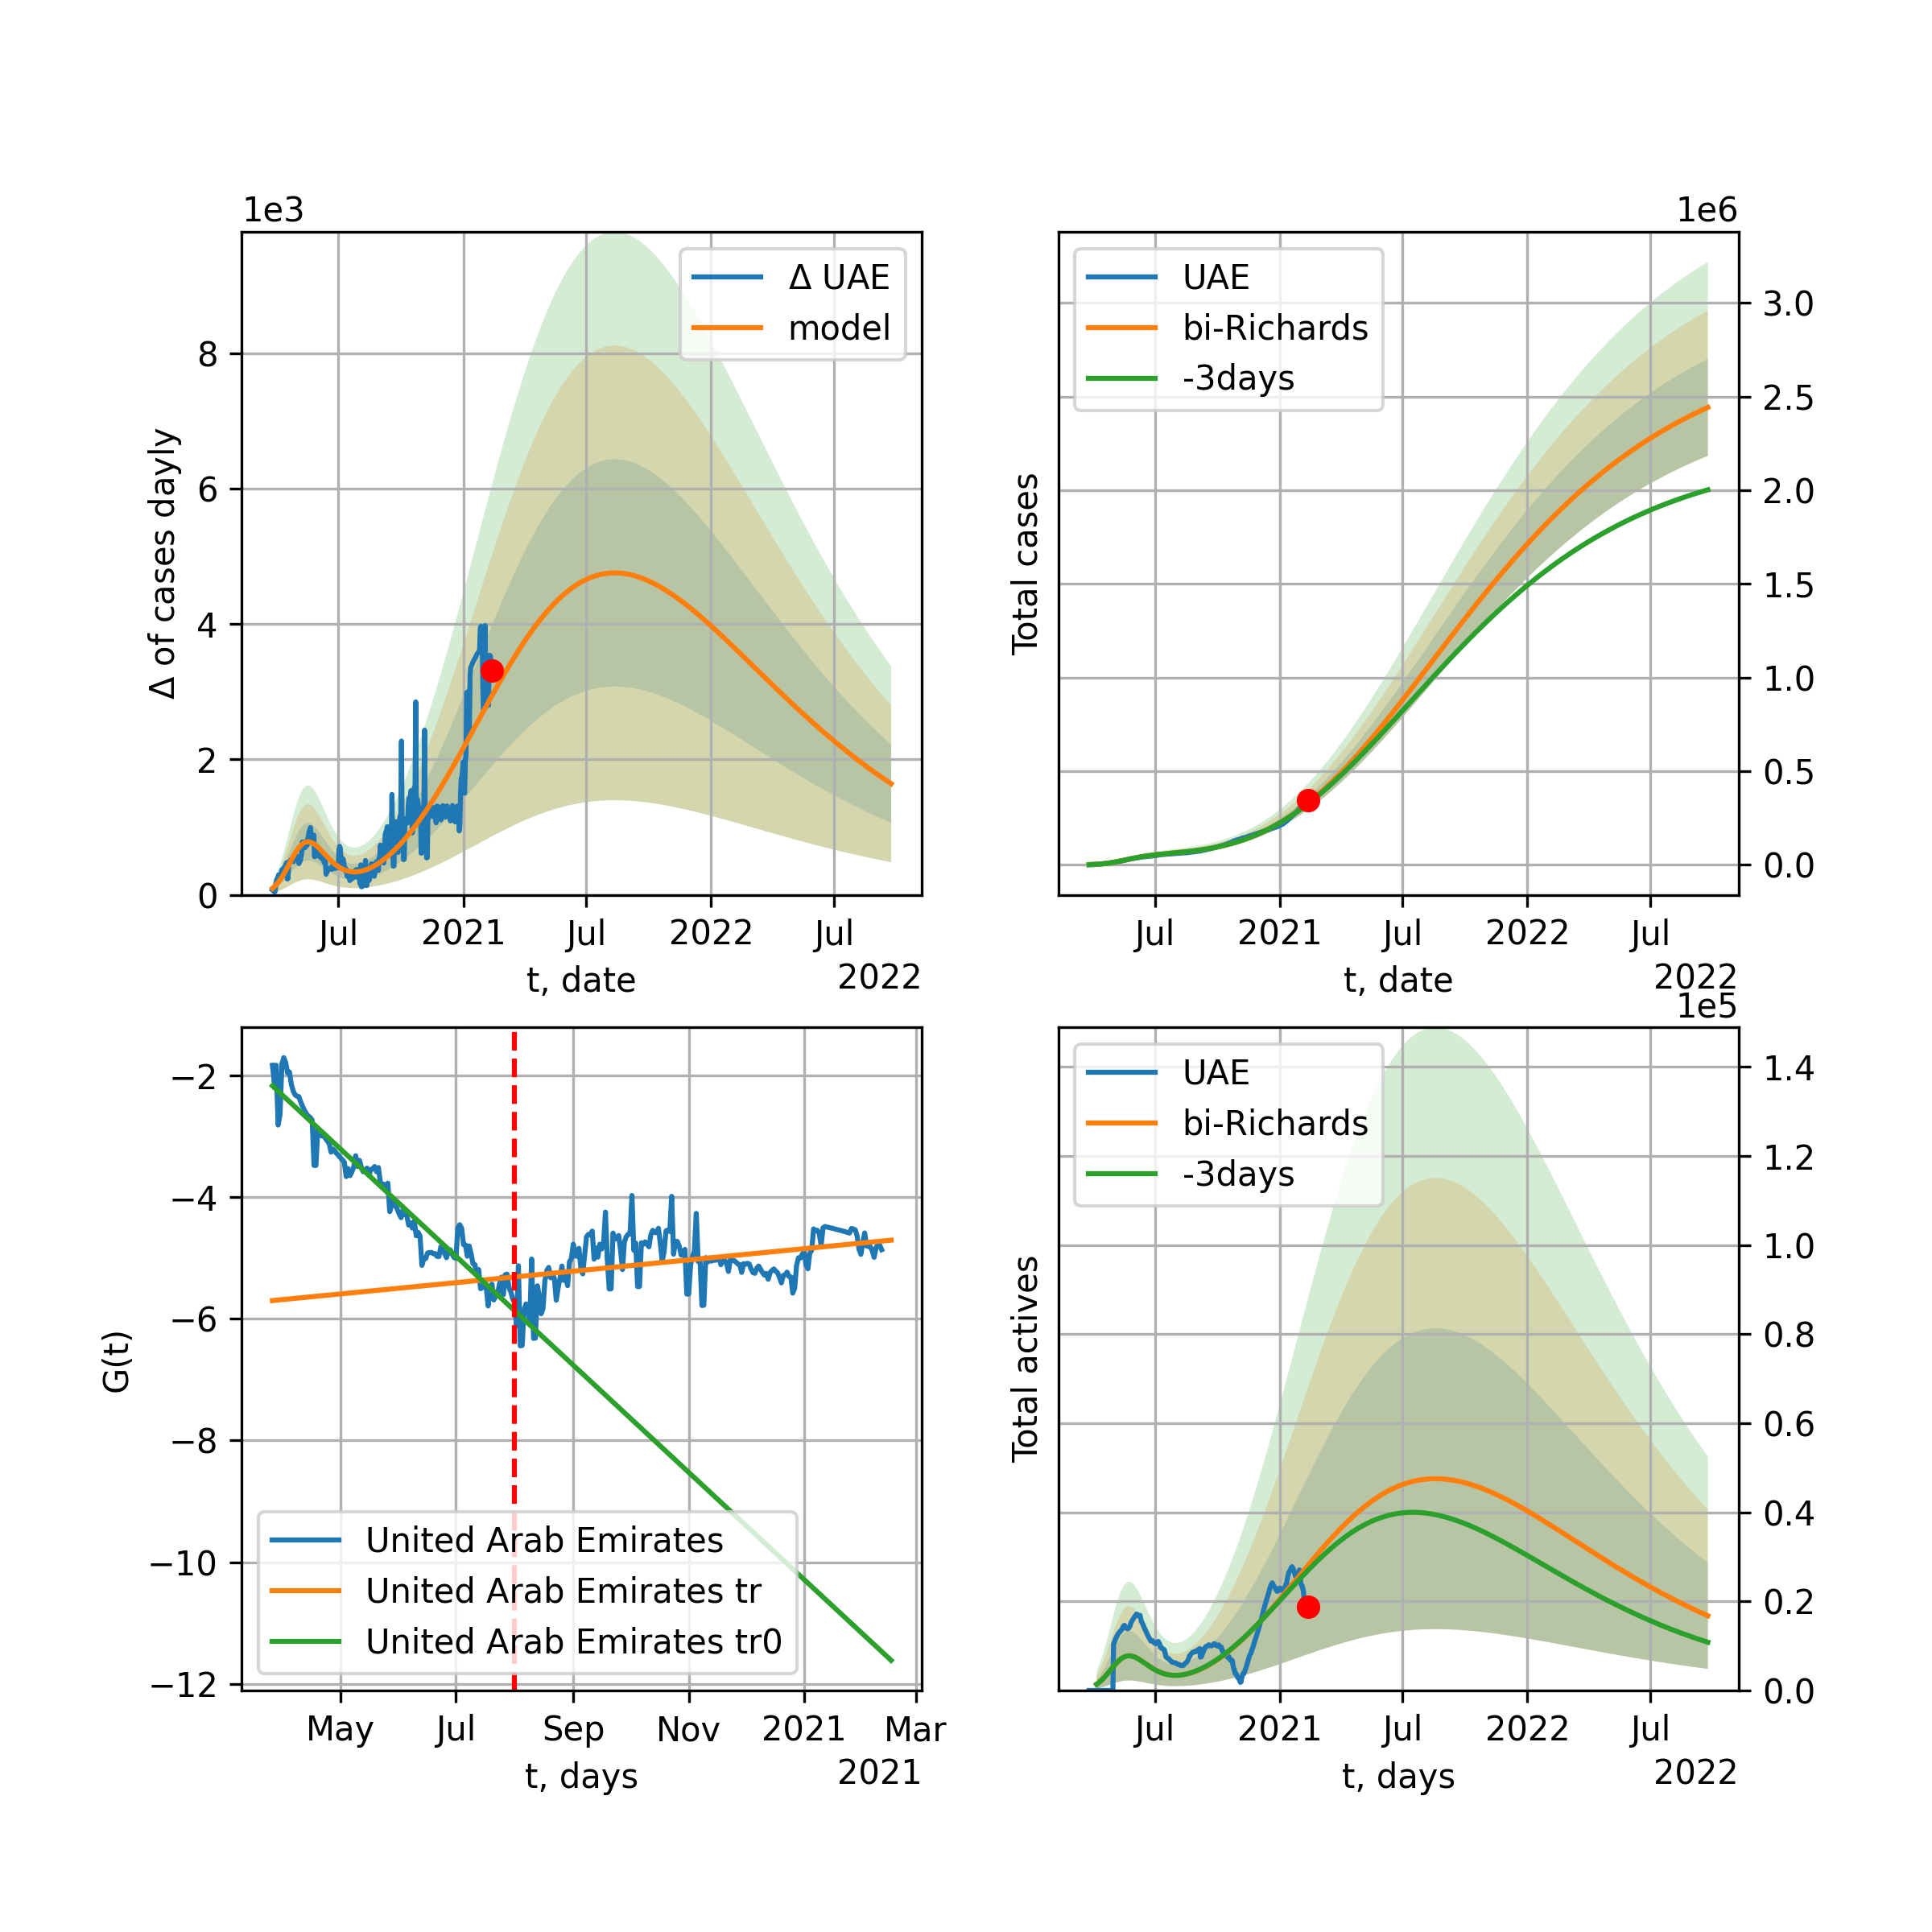 1e3
Δ of cases dayly
8
6
4
2
0
Δ UAE
model
Jul
2021
Jul
2022
Jul
t, date
2022
1e6
Total cases
UAE
bi-Richards
-3days
3.0
2.5
2.0
1.5
1.0
0.5
0.0
Jul
2021
Jul
2022
Jul
t, date
2022
G(t)
−2
−4
−6
−8
−10
−12
United Arab Emirates
United Arab Emirates tr
United Arab Emirates tr0
May
Jul
Sep
Nov
2021
Mar
t, days
2021
1e5
Total actives
UAE
bi-Richards
-3days
1.4
1.2
1.0
0.8
0.6
0.4
0.2
0.0
Jul
2021
Jul
2022
Jul
t, days
2022